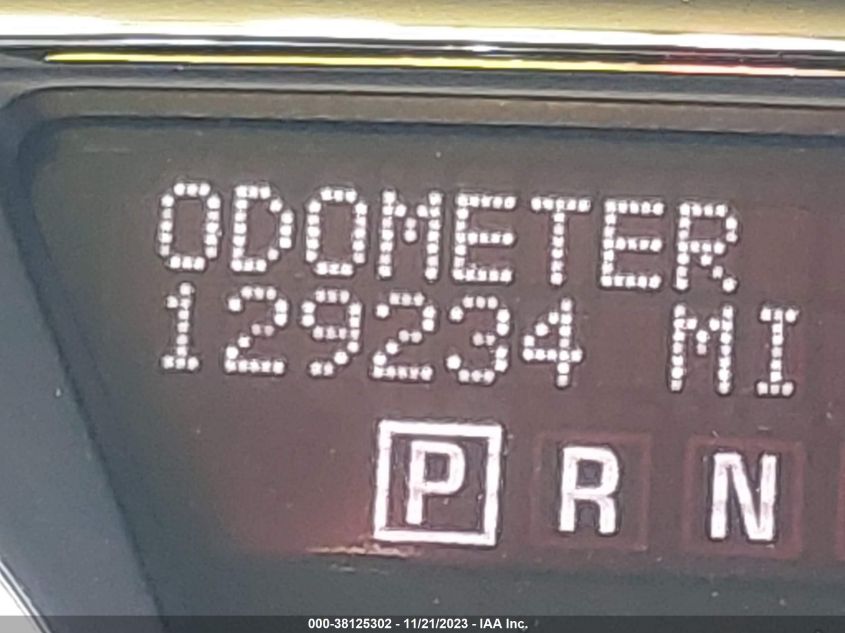 ODOMETER
129234 MI
P R N
000-38125302 - 11/21/2023 - IAA Inc.